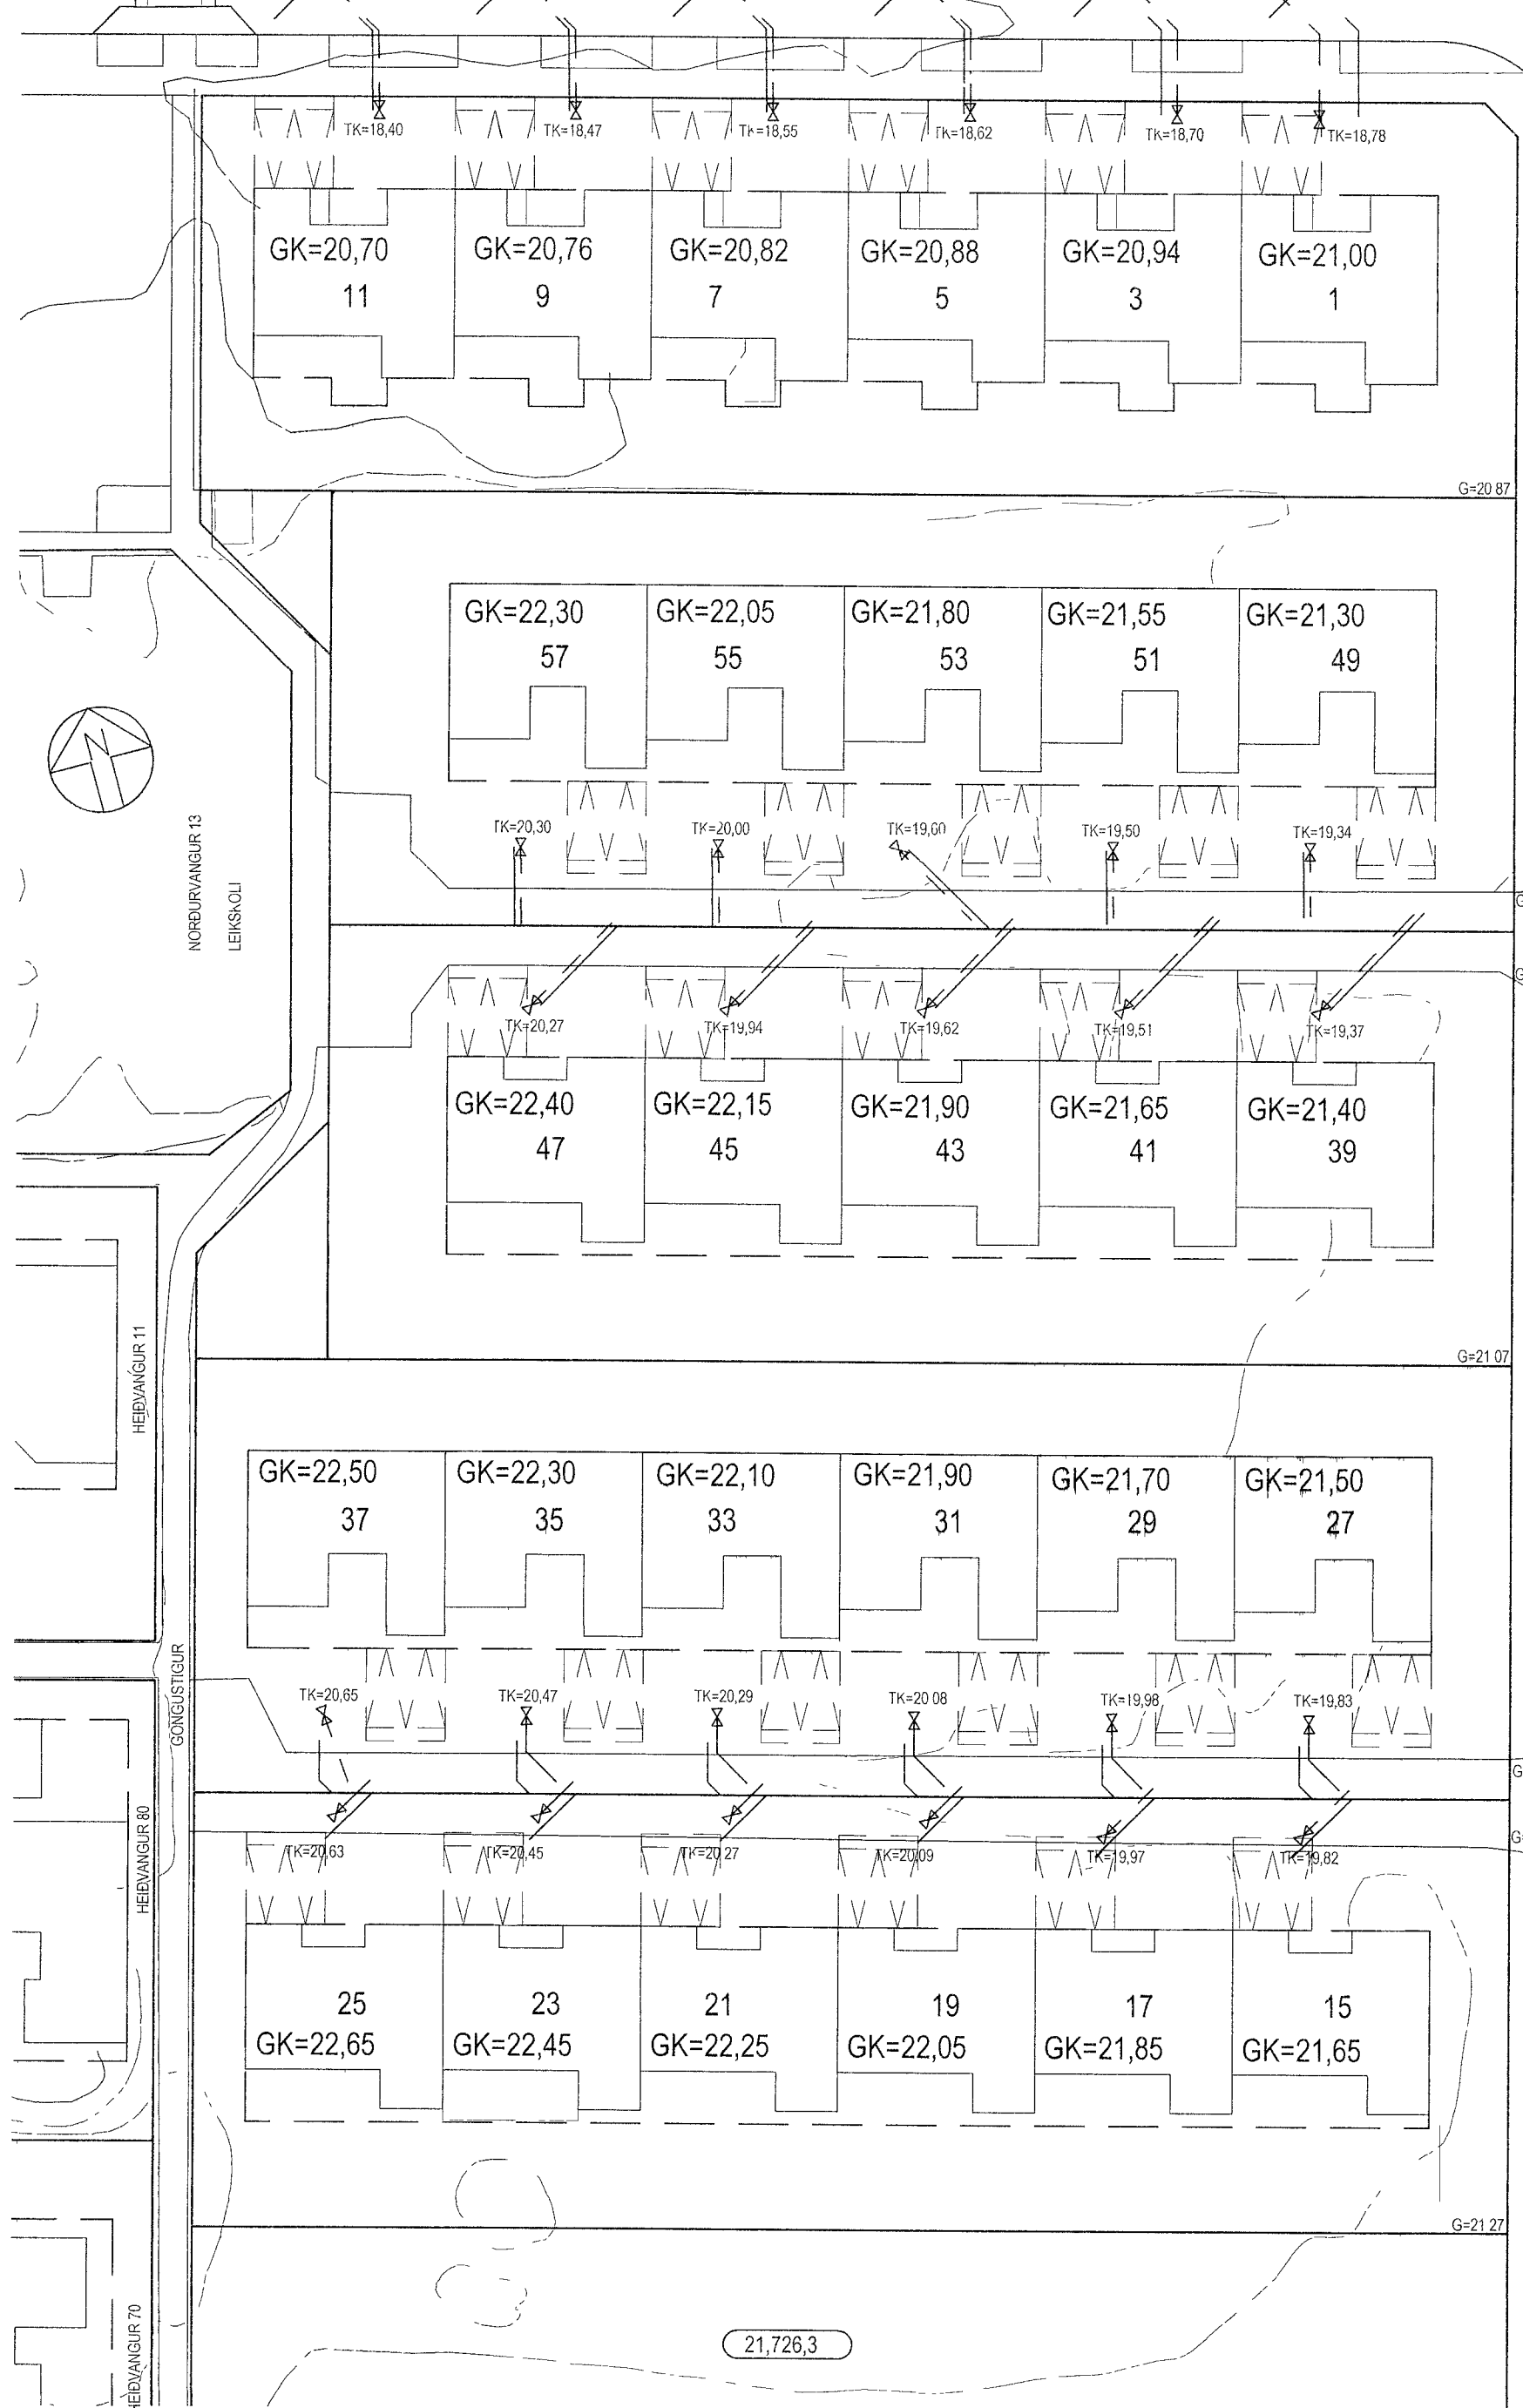 TK=18,40
TK=18,47
TK=18,55
TK=18,62
TK=18,70
TK=18,78
GK=20,70
GK=20,76
GK=20,82
GK=20,88
GK=20,94
GK=21,00
11
9
7
5
3
1
G=20 87
GK=22,30
GK=22,05
GK=21,80
GK=21,55
GK=21,30
57
55
53
51
49
N
NORÐURVANGUR 13
LEIKSKOLI
TK=20,30
TK=20,00
TK=19,60
TK=19,50
TK=19,34
G
G
TK=20,27
TK=19,94
TK=19,62
TK=19,51
TK=19,37
GK=22,40
GK=22,15
GK=21,90
GK=21,65
GK=21,40
47
45
43
41
39
HEIÐVANGUR 11
G=21 07
GK=22,50
GK=22,30
GK=22,10
GK=21,90
GK=21,70
GK=21,50
37
35
33
31
29
27
GONGUSTIGUR
TK=20,65
TK=20,47
TK=20,29
TK=20 08
TK=19,98
TK=19,83
G
G=
HEIÐVANGUR 80
TK=20,63
TK=20,45
TK=20,27
TK=20,09
TK=19,97
TK=19,82
25
23
21
19
17
15
GK=22,65
GK=22,45
GK=22,25
GK=22,05
GK=21,85
GK=21,65
G=21 27
HEIÐVANGUR 70
21,726,3